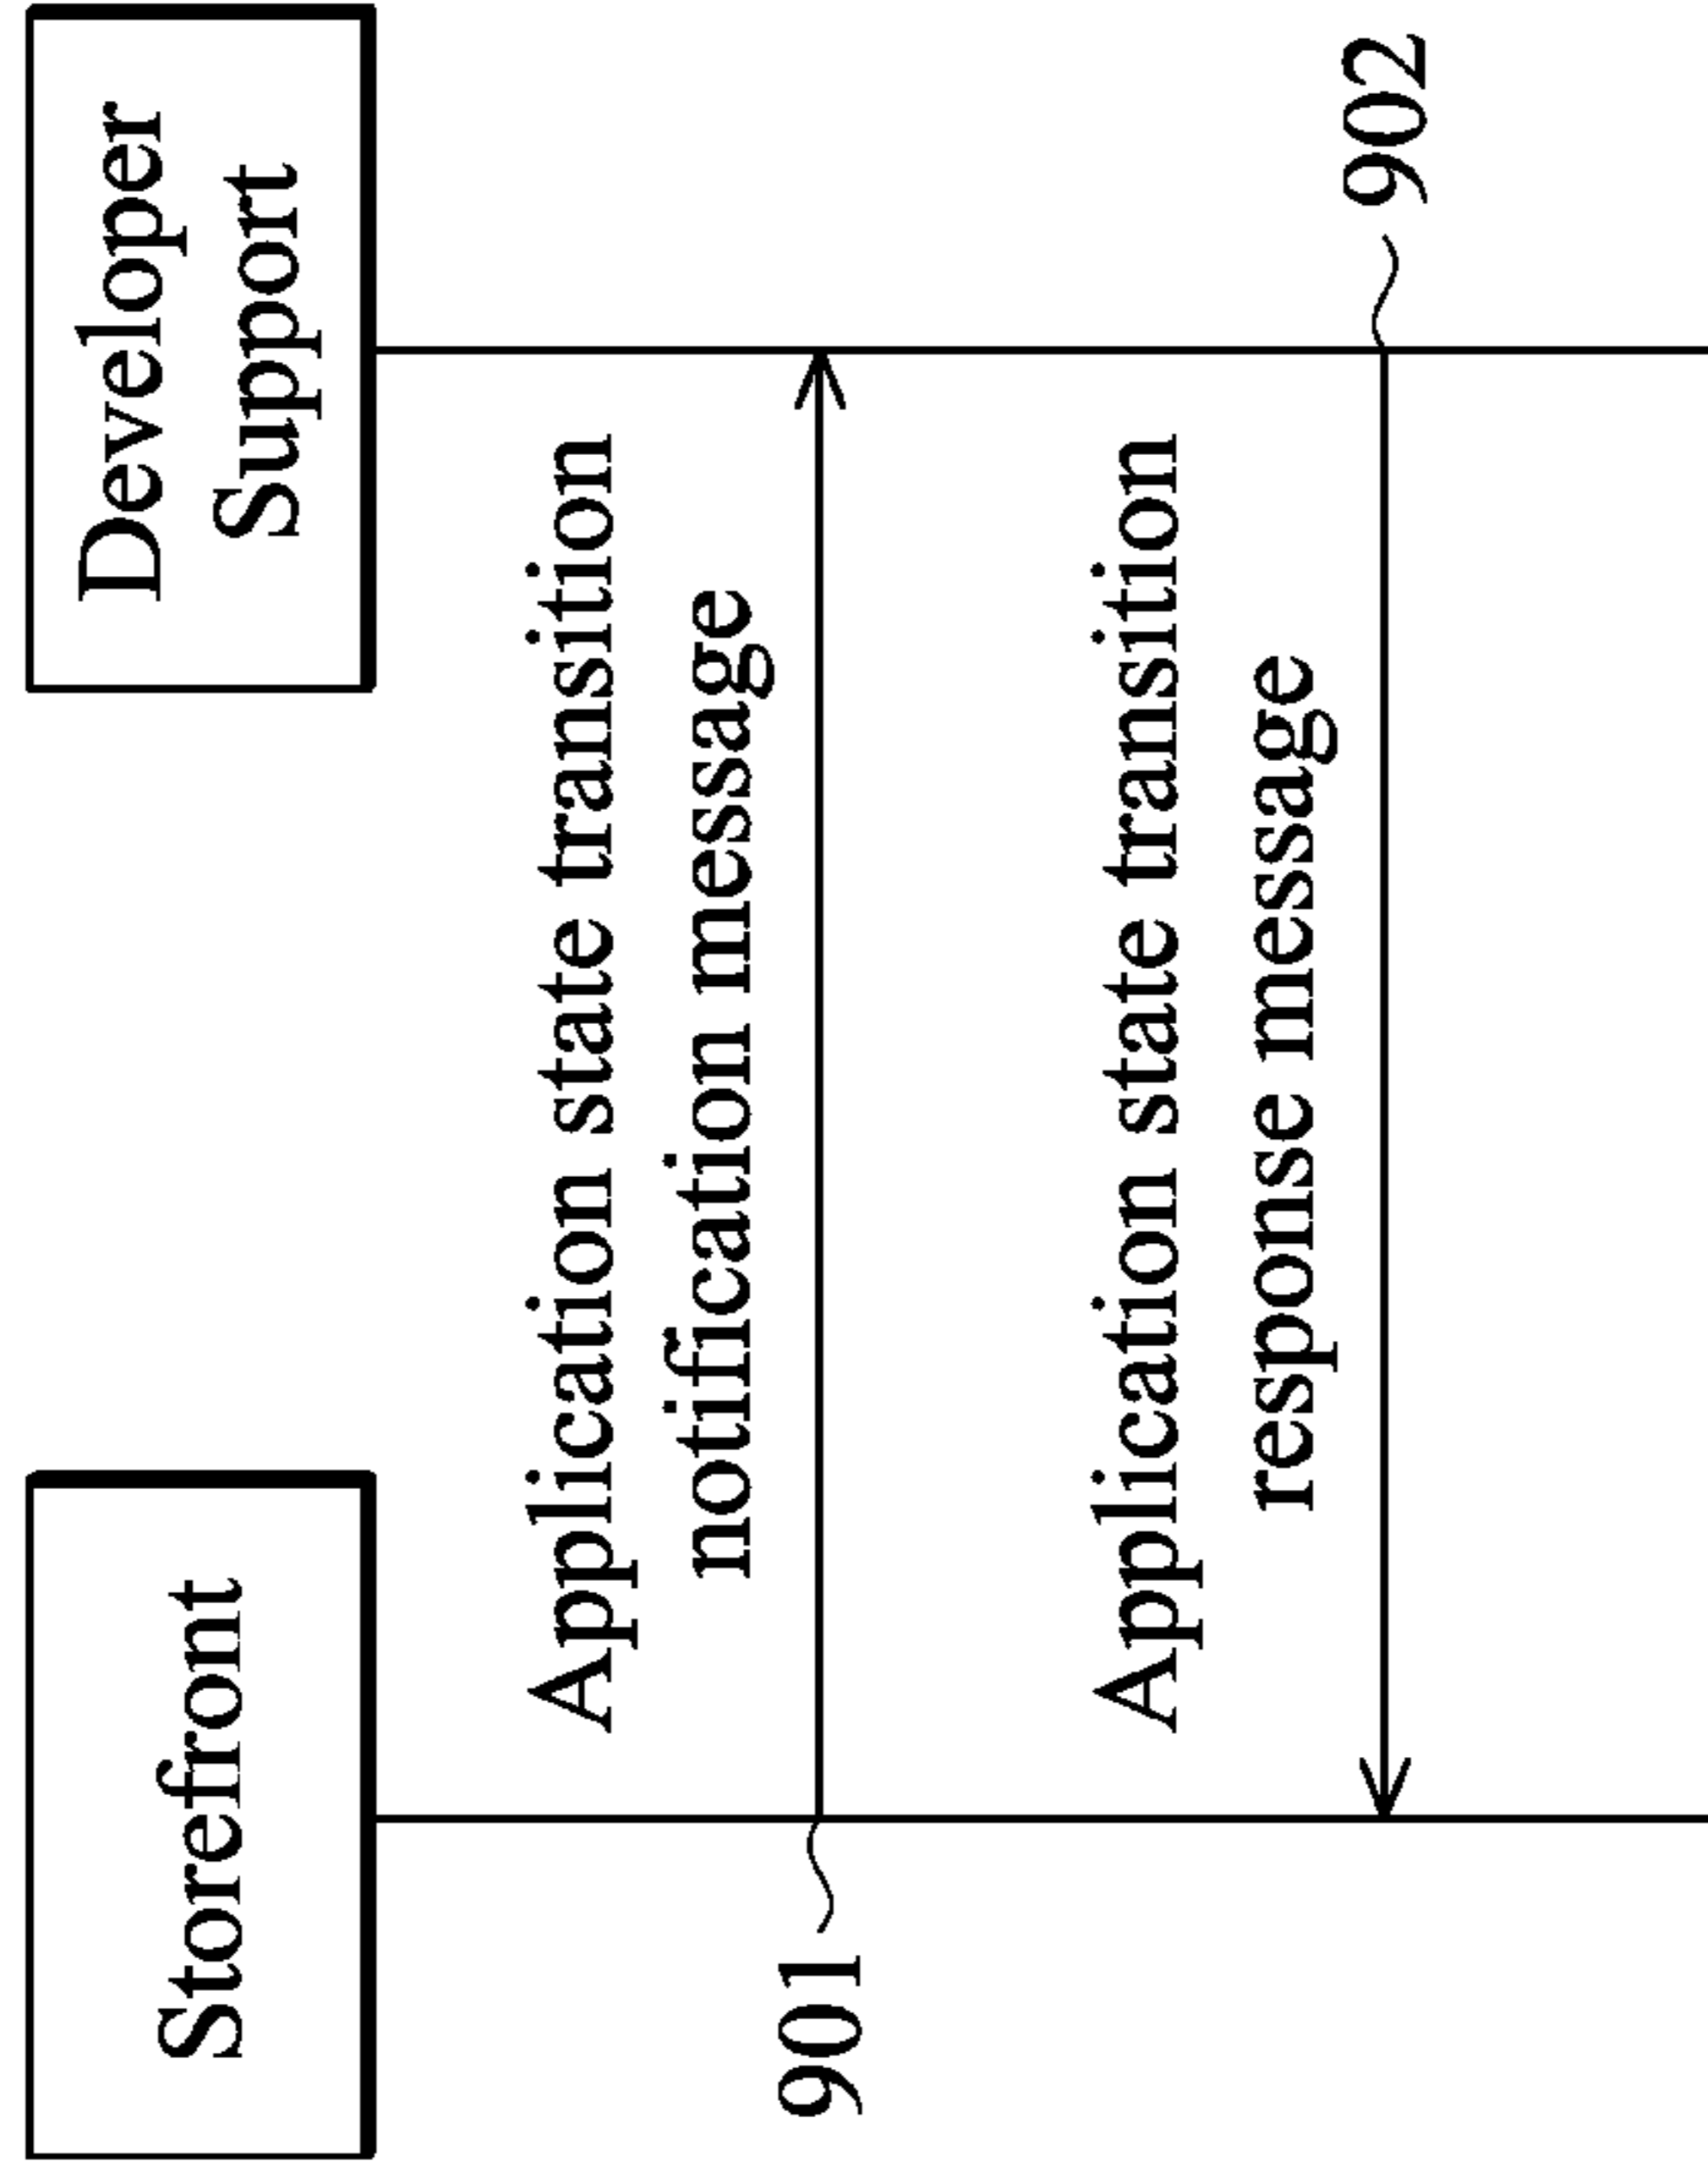 Storefront
Developer
Support
Application state transition
notification message
901
Application state transition
response message
902